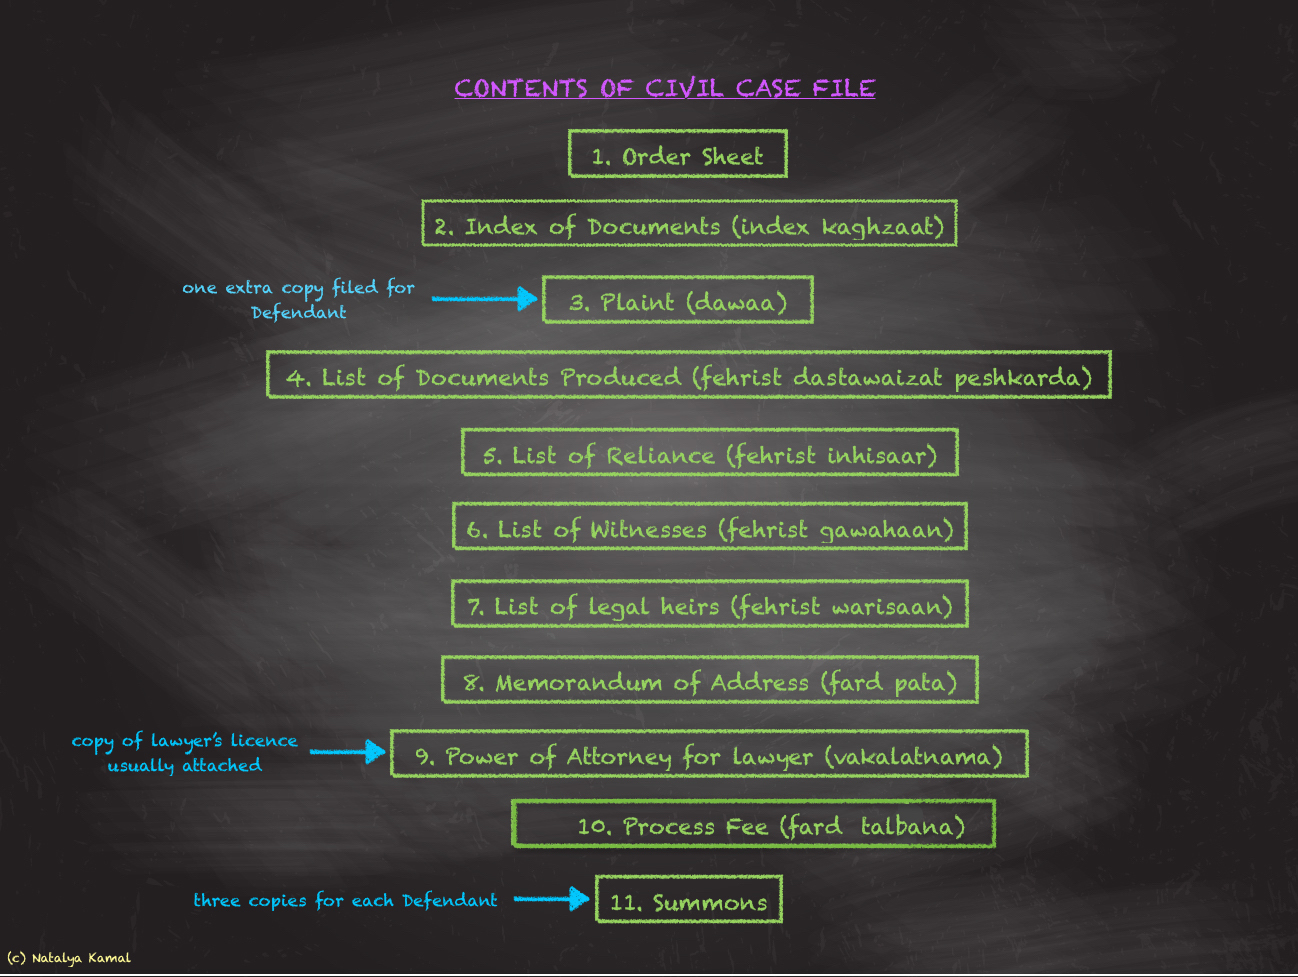 CONTENTS OF CIVIL CASE FILE
1. Order Sheet
2. Index of Documents (index kaghzaat)
one extra copy filed for
Defendant
3. Plaint (dawaa)
4. List of Documents Produced (fehrist dastawaizat peshkarda)
5. List of Reliance (fehrist inhisaar)
6. List of Witnesses (fehrist gawahaan)
7. List of legal heirs (fehrist warisaan)
8. Memorandum of Address (fard pata)
copy of lawyer's licence
usually attached
9. Power of Attorney for lawyer (vakalatnama)
10. Process Fee (fard talbana)
three copies for each Defendant
11. Summons
(c) Natalya Kamal